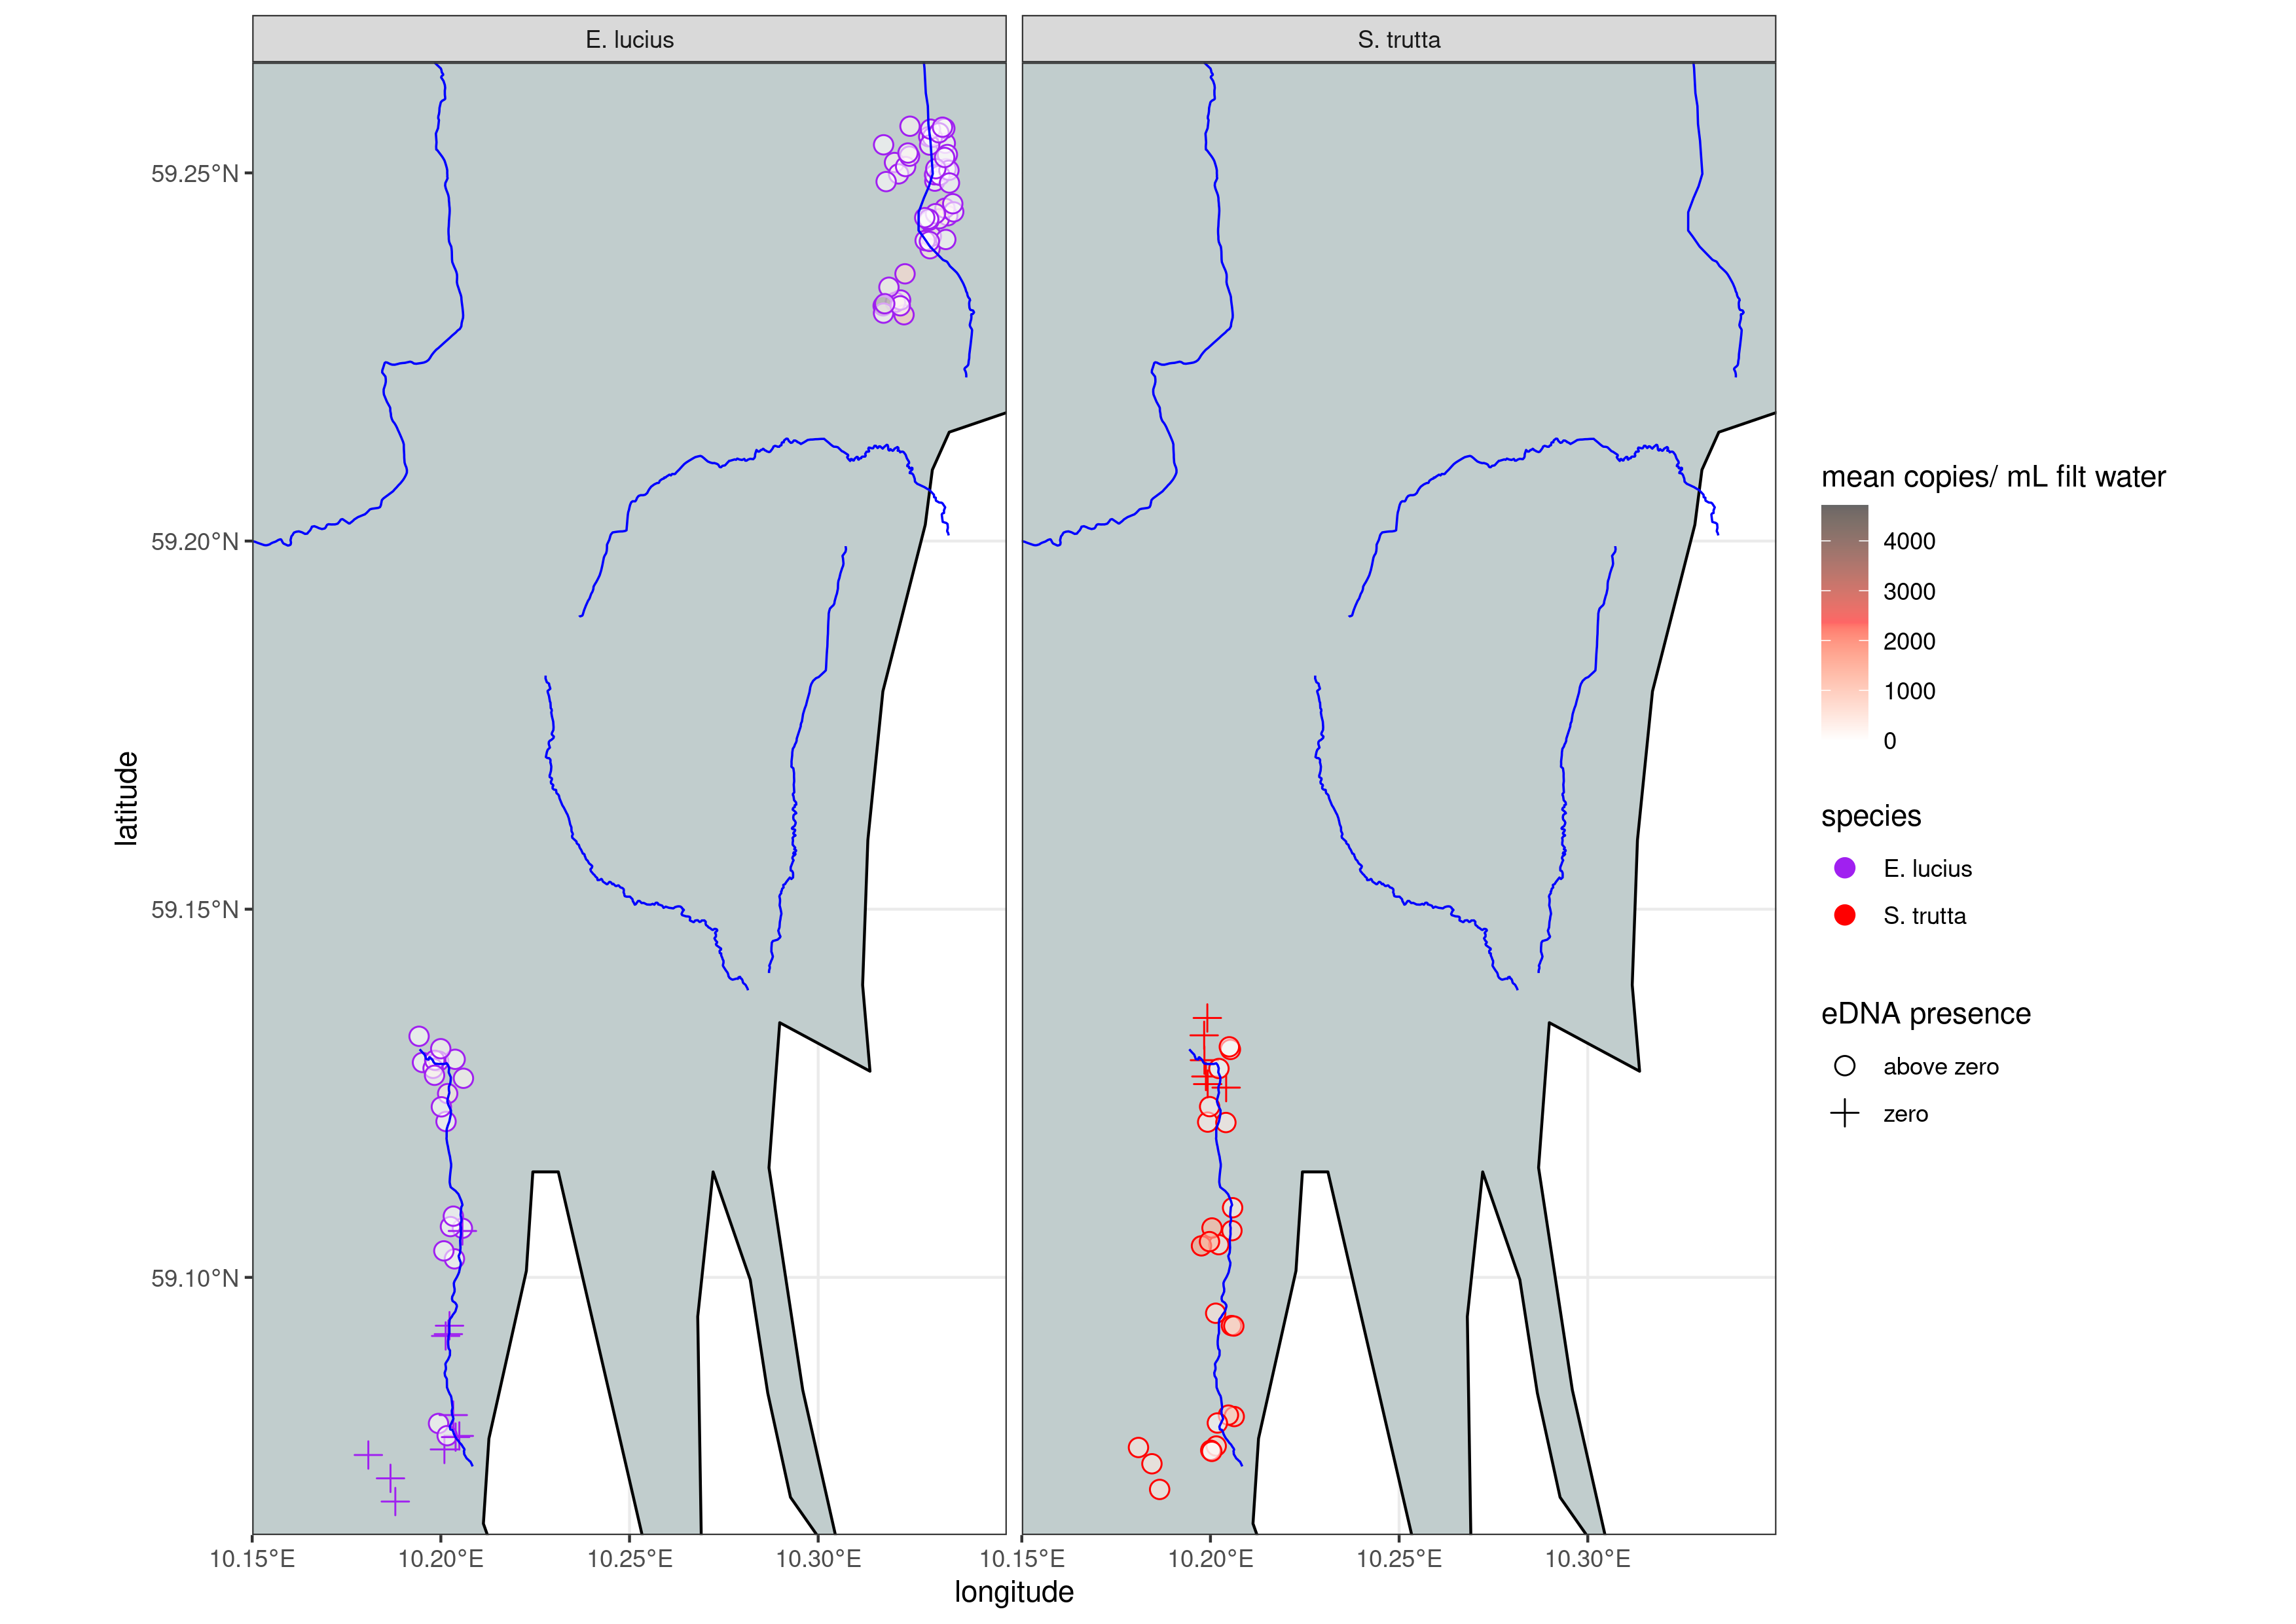 E. lucius
S. trutta
59.25°N
59.20°N
59.15°N
59.10°N
latitude
10.15°E
10.20°E
10.25°E
10.30°E
10.15°E
10.20°E
10.25°E
10.30°E
longitude
mean copies/ mL filt water
4000
3000
2000
1000
0
species
E. lucius
S. trutta
eDNA presence
above zero
zero